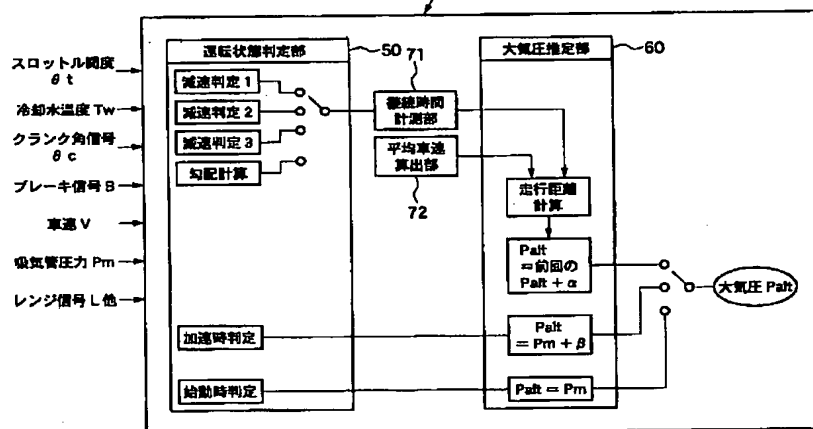 運転状態判定部
50
大気圧推定部
60
スロットル開度
θt
冷却水温度 Tw
クランク角信号
θc
ブレーキ信号 B
車速 V
吸気管圧力 Pm
レンジ信号 L 他
減速判定 1
減速判定 2
減速判定 3
勾配計算
71
継続時間
計測部
平均車速
算出部
72
走行距離
計算
Palt
=前回の
Palt + α
大気圧 Palt
加速時判定
Palt
= Pm + β
始動時判定
Palt = Pm